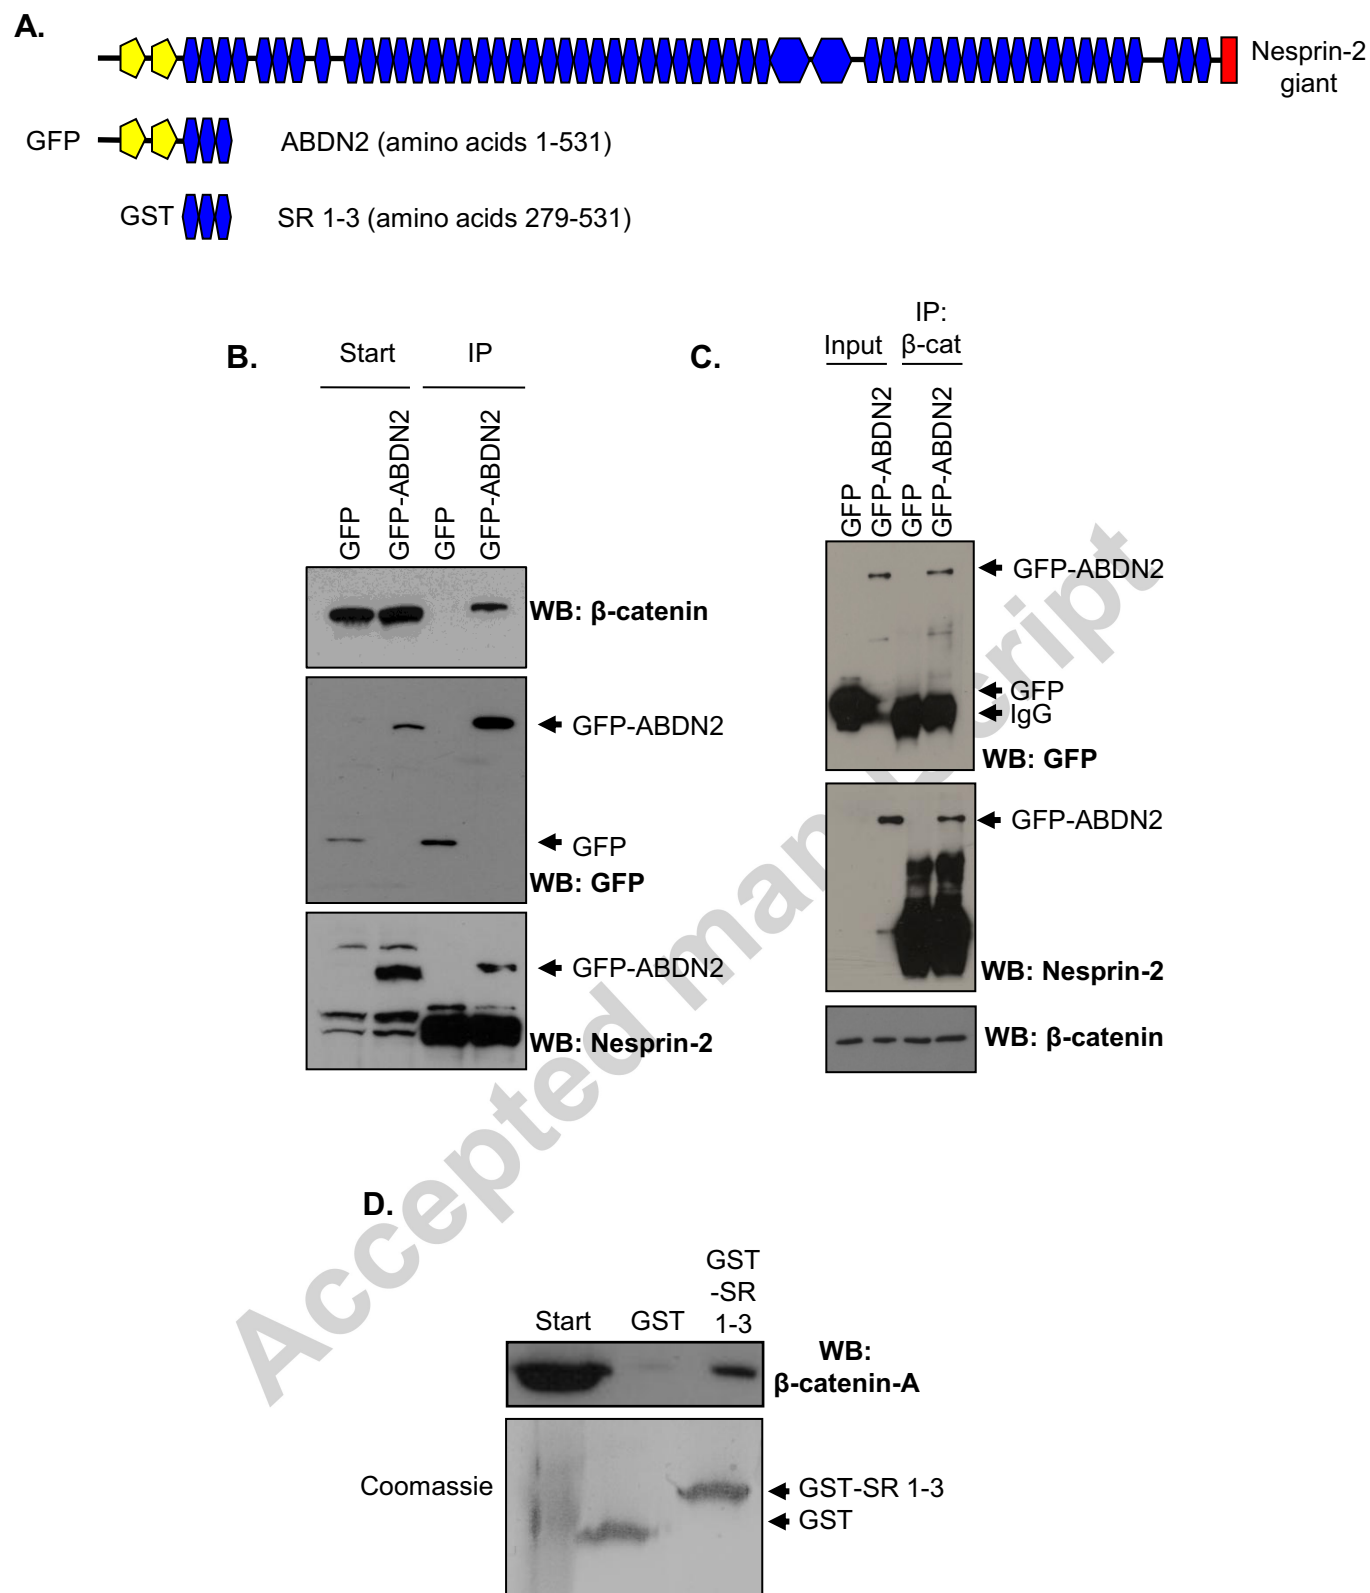 A.
Nesprin-2
giant
GFP
ABDN2 (amino acids 1-531)
GST
SR 1-3 (amino acids 279-531)
B.
Start
IP
GFP
GFP-ABDN2
GFP
GFP-ABDN2
WB: β-catenin
GFP-ABDN2
GFP
WB: GFP
GFP-ABDN2
WB: Nesprin-2
C.
Input
IP:
β-cat
GFP
GFP-ABDN2
GFP
GFP-ABDN2
GFP-ABDN2
GFP
IgG
WB: GFP
GFP-ABDN2
WB: Nesprin-2
WB: β-catenin
D.
Start
GST
GST
-SR
1-3
WB:
β-catenin-A
Coomassie
GST-SR 1-3
GST
Accepted manuscript